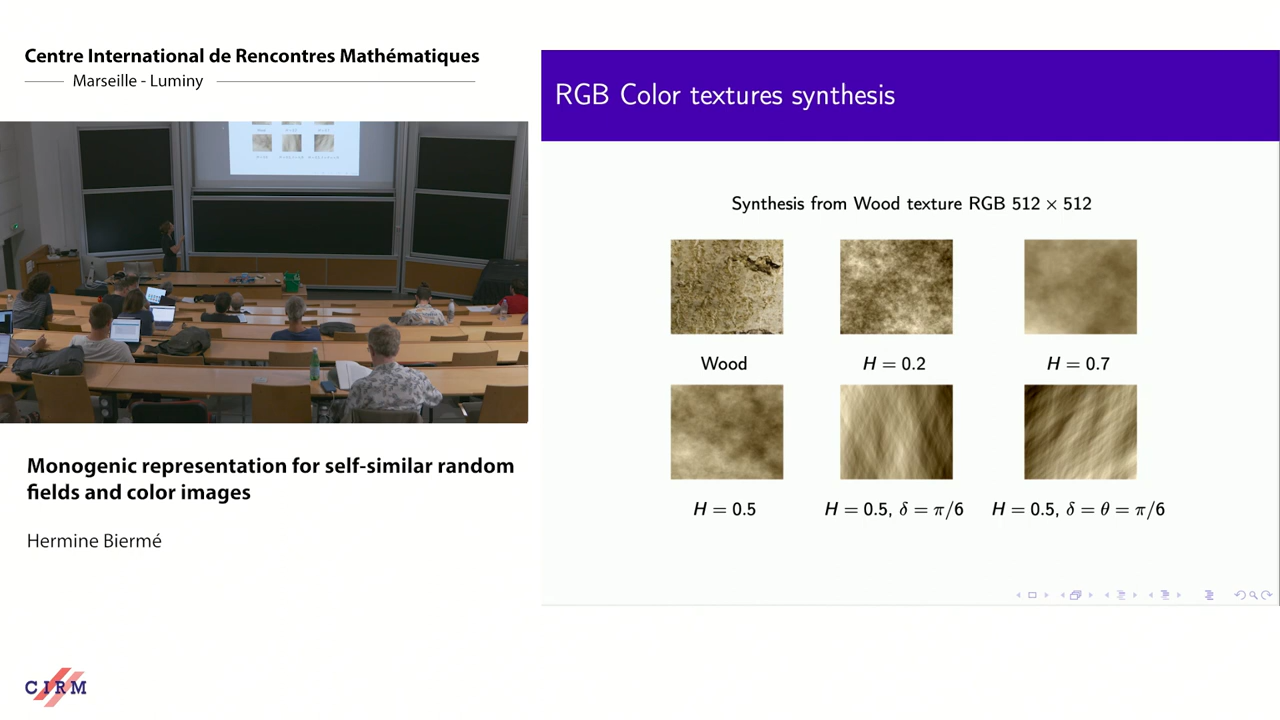 Centre International de Rencontres Mathématiques
Marseille - Luminy
RGB Color textures synthesis
Synthesis from Wood texture RGB 512 × 512
Wood
H = 0.2
H = 0.7
H = 0.5
H = 0.5, δ = π/6
H = 0.5, δ = θ = π/6
Monogenic representation for self-similar random
fields and color images
Hermine Biermé
CIRM